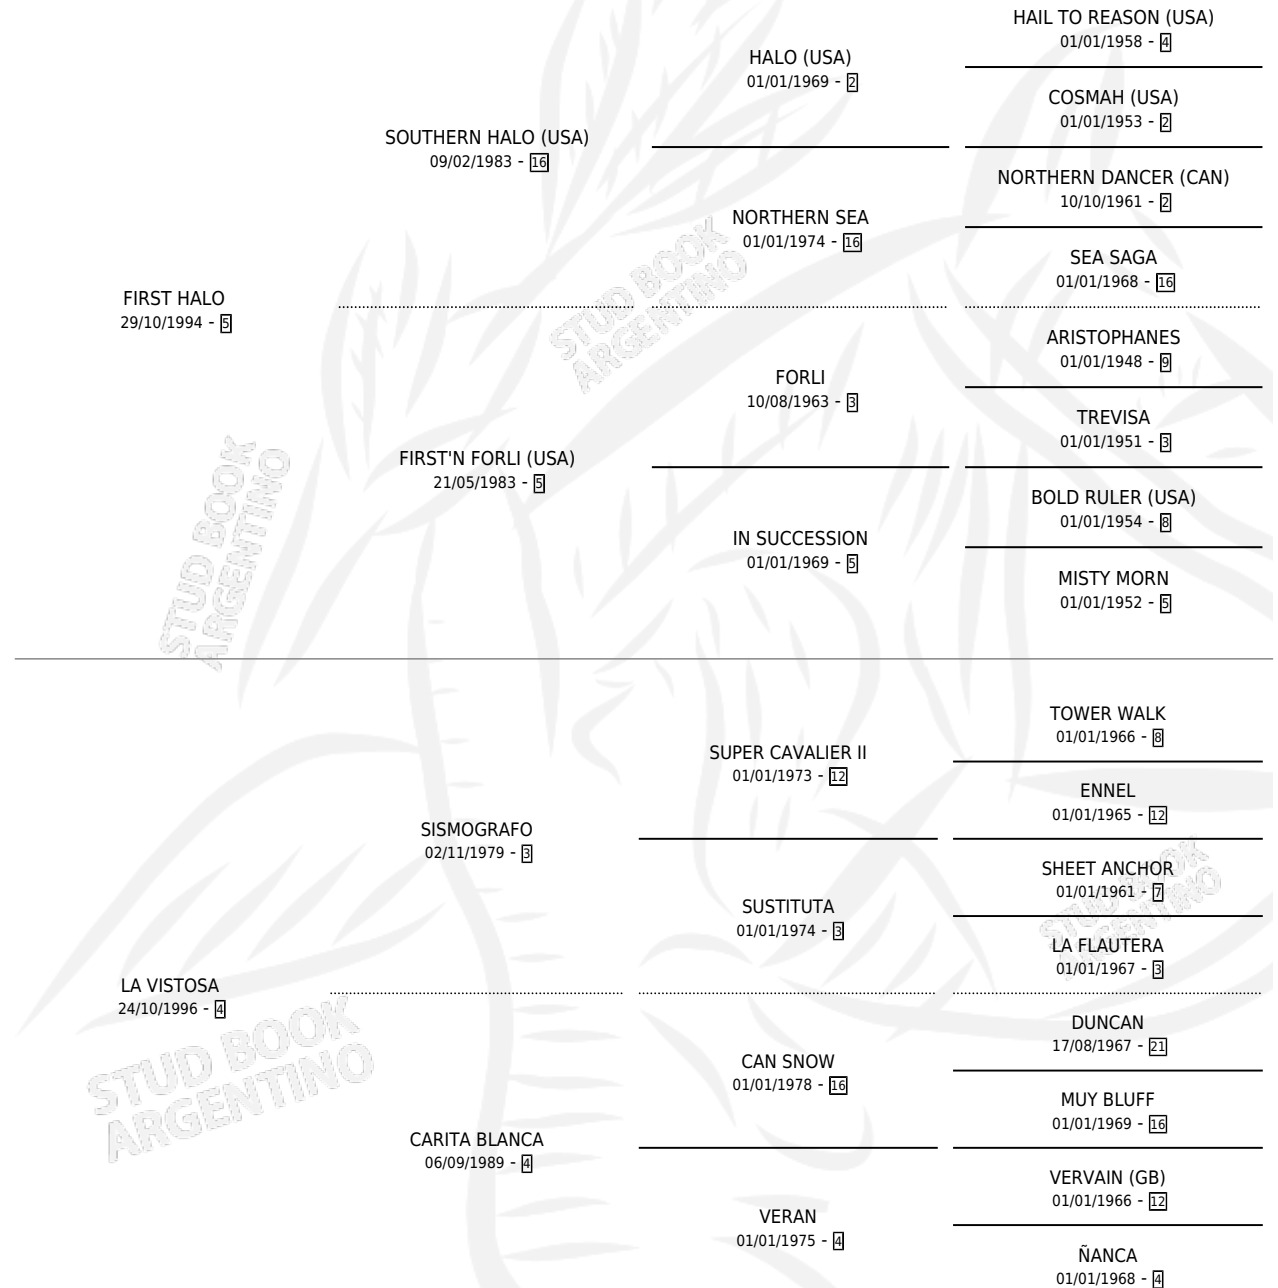 HAIL TO REASON (USA)
01/01/1958 - 4
HALO (USA)
01/01/1969 - 2
COSMAH (USA)
01/01/1953 - 2
SOUTHERN HALO (USA)
09/02/1983 - 16
NORTHERN DANCER (CAN)
10/10/1961 - 2
NORTHERN SEA
01/01/1974 - 16
SEA SAGA
01/01/1968 - 16
FIRST HALO
29/10/1994 - 5
STUD BOOK
ARGENTINO
ARISTOPHANES
01/01/1948 - 9
FORLI
10/08/1963 - 3
TREVISA
01/01/1951 - 3
FIRST'N FORLI (USA)
21/05/1983 - 5
BOLD RULER (USA)
01/01/1954 - 8
IN SUCCESSION
01/01/1969 - 5
MISTY MORN
01/01/1952 - 5
STUD BOOK
ARGENTINO
TOWER WALK
01/01/1966 - 8
SUPER CAVALIER II
01/01/1973 - 12
ENNEL
01/01/1965 - 12
SISMOGRAFO
02/11/1979 - 3
SHEET ANCHOR
01/01/1961 - 7
SUSTITUTA
01/01/1974 - 3
STUD BOOK
ARGENTINO
LA FLAUTERA
01/01/1967 - 3
LA VISTOSA
24/10/1996 - 4
STUD BOOK
ARGENTINO
DUNCAN
17/08/1967 - 21
CAN SNOW
01/01/1978 - 16
MUY BLUFF
01/01/1969 - 16
CARITA BLANCA
06/09/1989 - 4
VERVAIN (GB)
01/01/1966 - 12
VERAN
01/01/1975 - 4
ÑANCA
01/01/1968 - 4